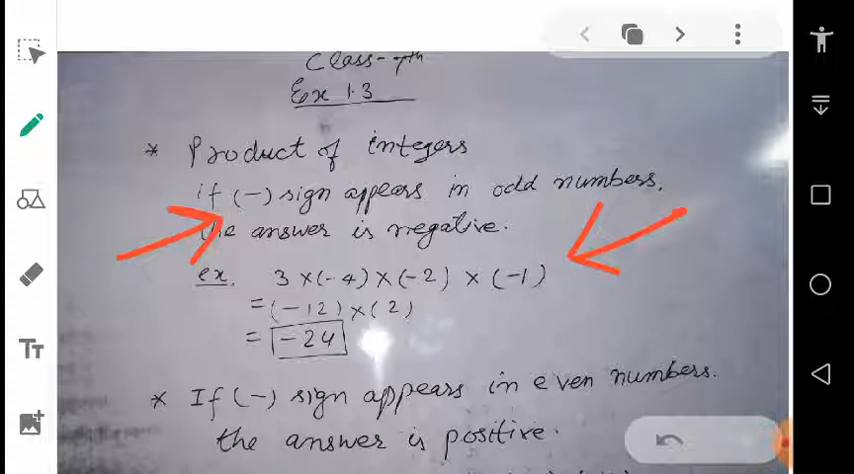 Class-7th
Ex 1.3
* Product of integers
if (-) sign appears in odd numbers.
the answer is negative.
ex. 3 ×(-4)×(-2) ×(-1)
=(-12)×(2)
= -24
* If (-) sign appears in even numbers.
the answer is positive.
Tт